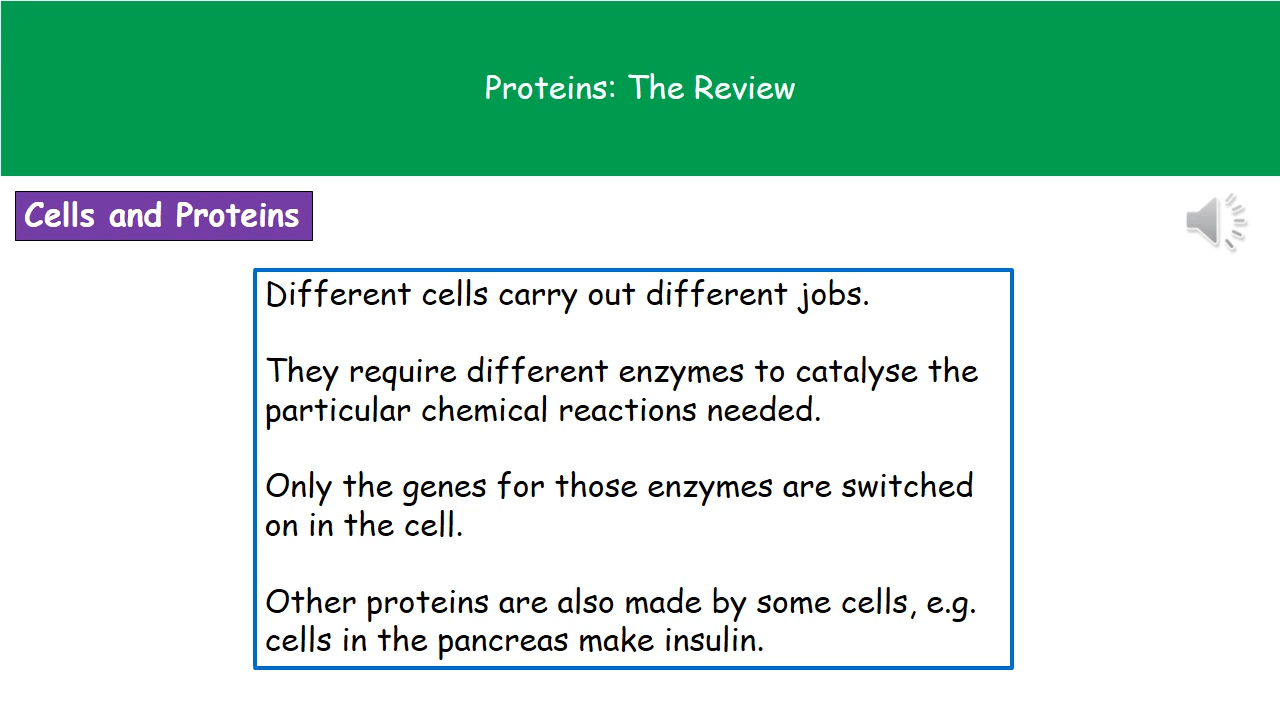 Proteins: The Review
Cells and Proteins
Different cells carry out different jobs.
They require different enzymes to catalyse the
particular chemical reactions needed.
Only the genes for those enzymes are switched
on in the cell.
Other proteins are also made by some cells, e.g.
cells in the pancreas make insulin.